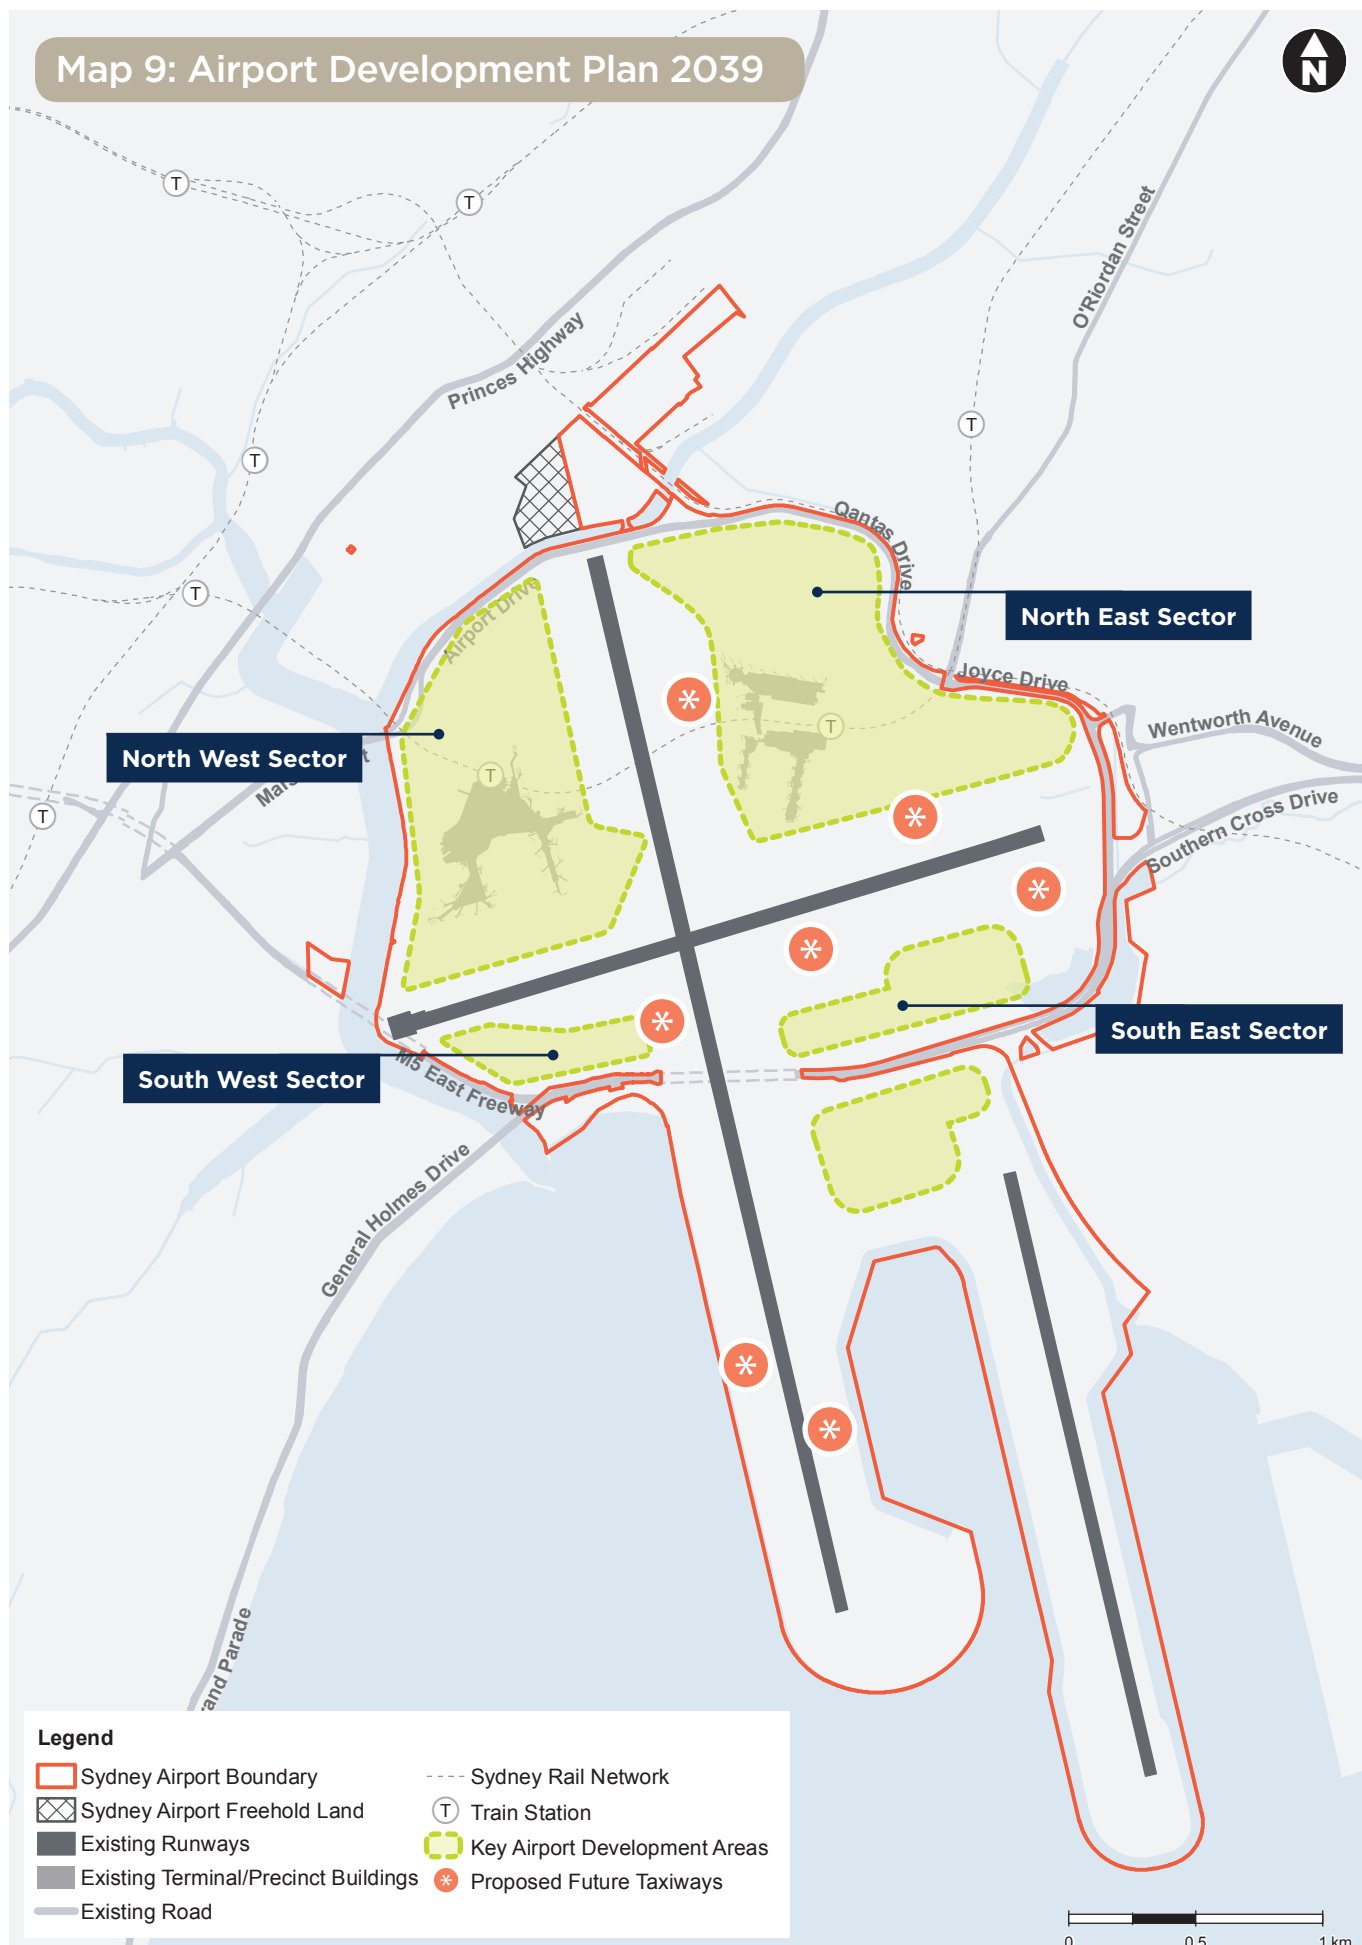 Map 9: Airport Development Plan 2039
N
T
T
O'Riordan Street
Princes Highway
T
T
Qantas Drive
T
Airport Drive
North East Sector
Joyce Drive
Wentworth Avenue
T
North West Sector
T
Southern Cross Drive
T
South East Sector
M5 East Freeway
South West Sector
General Holmes Drive
rand Parade
Legend
Sydney Airport Boundary
Sydney Airport Freehold Land
Existing Runways
Existing Terminal/Precinct Buildings
Existing Road
Sydney Rail Network
T Train Station
Key Airport Development Areas
* Proposed Future Taxiways
0 0.5 1 km